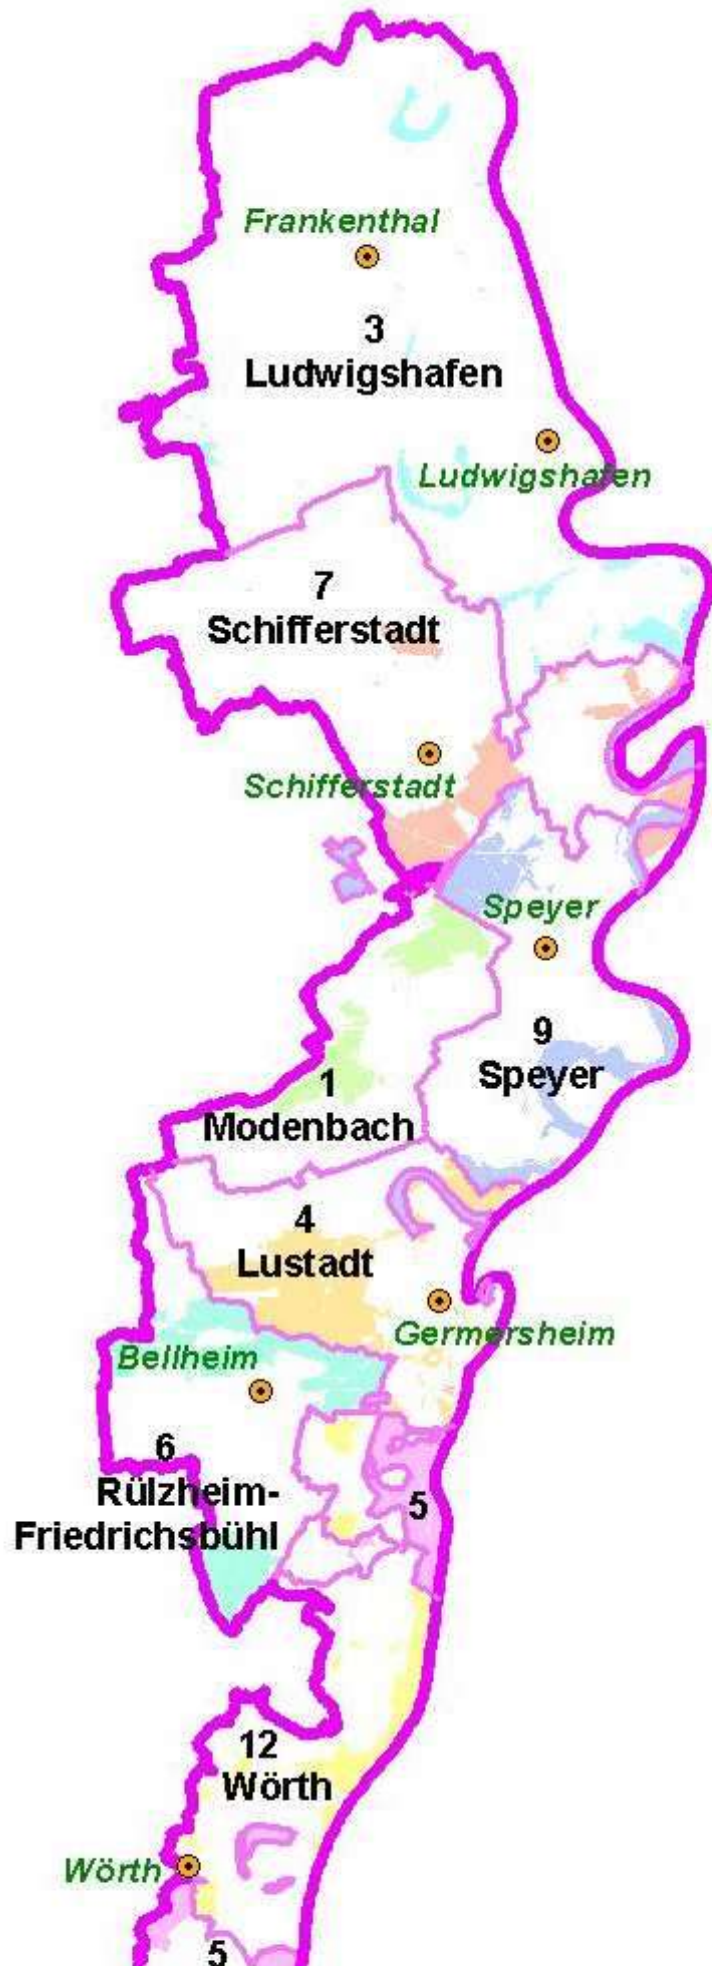 Frankenthal
3
Ludwigshafen
Ludwigshafen
7
Schifferstadt
Schifferstadt
Speyer
9
Speyer
1
Modenbach
4
Lustadt
Germersheim
Bellheim
6
Rülzheim-
Friedrichsbühl
5
12
Wörth
Wörth
5